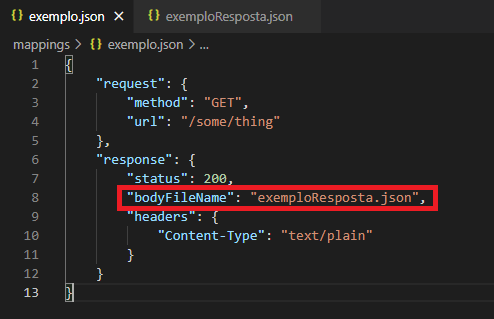 {} exemplo.json × {} exemploResposta.json
mappings > {} exemplo.json > ...
1 {
2 "request": {
3 "method": "GET",
4 "url": "/some/thing"
5 },
6 "response": {
7 "status": 200,
8 "bodyFileName": "exemploResposta.json",
9 "headers": {
10 "Content-Type": "text/plain"
11 }
12 }
13 }